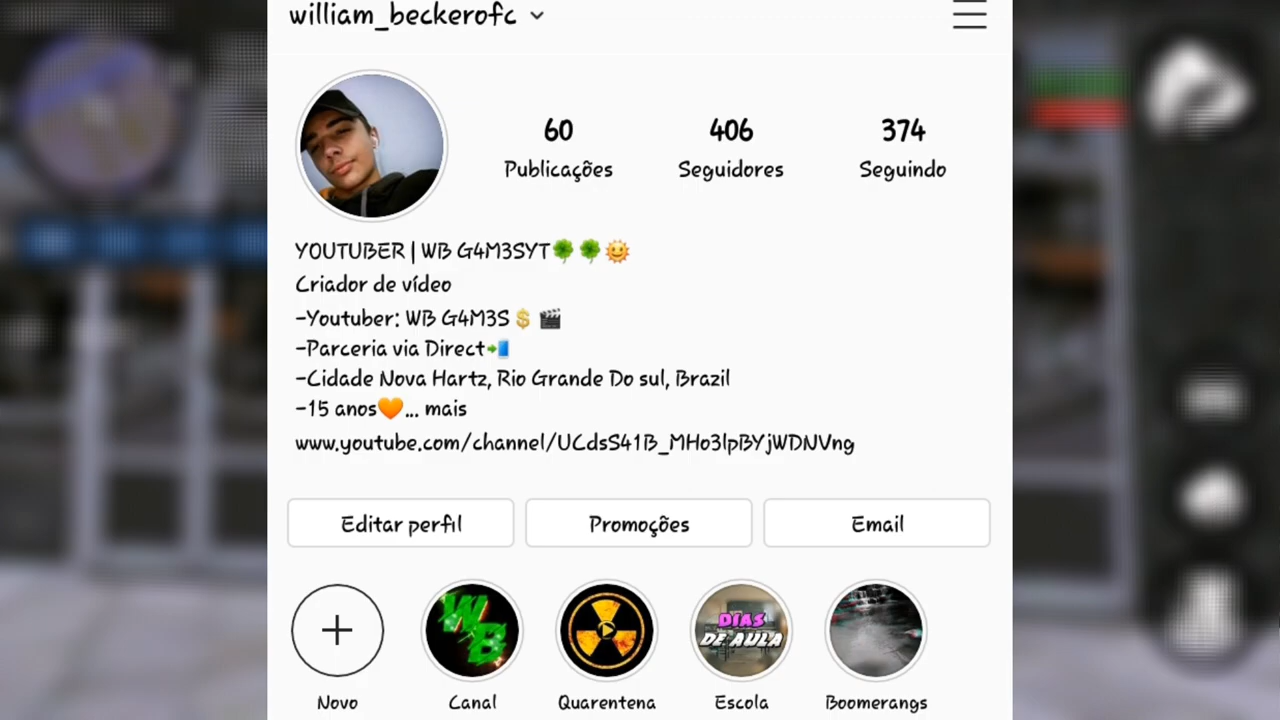 william_beckerofc
60 406 374
Publicações Seguidores Seguindo
YOUTUBER | WB G4M3SYT🍀🍀🌞
Criador de vídeo
-Youtuber: WB G4M3S💲🎬
-Parceria via Direct📲
-Cidade Nova Hartz, Rio Grande Do sul, Brazil
-15 anos🧡... mais
www.youtube.com/channel/UCdsS41B_MHo3lpBYjWDNVng
Editar perfil Promoções Email
WB DIAS
DE AULA
Novo Canal Quarentena Escola Boomerangs